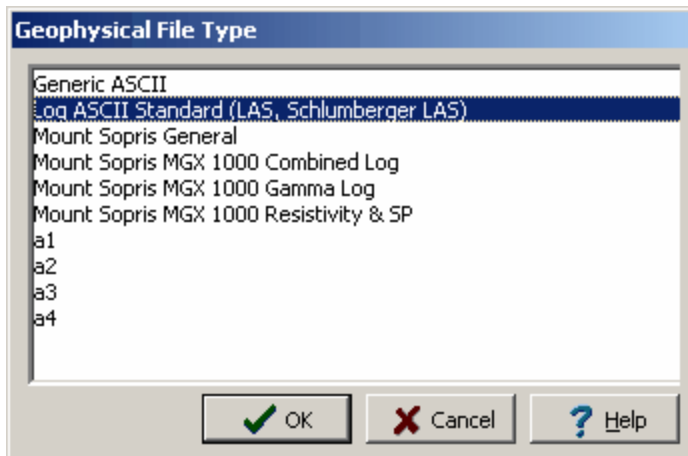 Geophysical File Type
Generic ASCII
Log ASCII Standard (LAS, Schlumberger LAS)
Mount Sopris General
Mount Sopris MGX 1000 Combined Log
Mount Sopris MGX 1000 Gamma Log
Mount Sopris MGX 1000 Resistivity & SP
a1
a2
a3
a4
OK Cancel Help